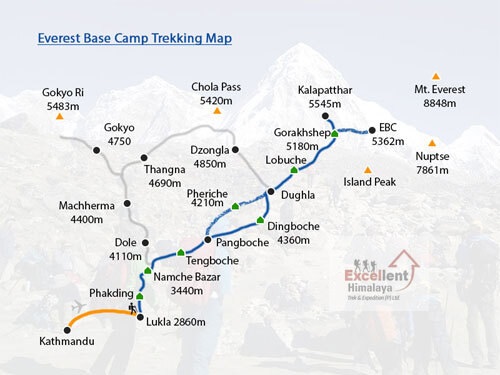 Everest Base Camp Trekking Map
Gokyo Ri
5483m
Chola Pass
5420m
Kalapatthar
5545m
Mt. Everest
8848m
Gokyo
4750
Gorakhshep
5180m
EBC
5362m
Dzongla
4850m
Thangna
4690m
Lobuche
Nuptse
7861m
Island Peak
Pheriche
4210m
Dughla
Machherma
4400m
Dingboche
4360m
Dole
4110m
Pangboche
Tengboche
Namche Bazar
3440m
Excellent
Himalaya
Trek & Expedition (P) Ltd
Phakding
Lukla 2860m
Kathmandu